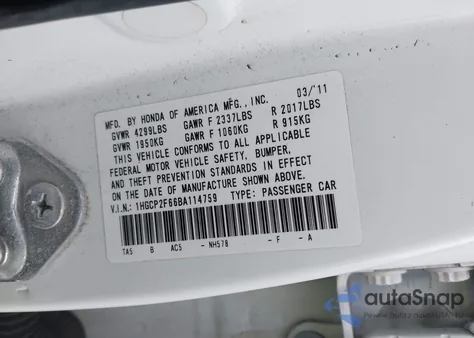 MFD. BY HONDA OF AMERICA MFG., INC. 03/'11
GVWR 4299LBS GAWR F 2337LBS R 2017LBS
GVWR 1950KG GAWR F 1060KG R 915KG
THIS VEHICLE CONFORMS TO ALL APPLICABLE
FEDERAL MOTOR VEHICLE SAFETY, BUMPER,
AND THEFT PREVENTION STANDARDS IN EFFECT
ON THE DATE OF MANUFACTURE SHOWN ABOVE.
V.I.N.: 1HGCP2F66BA114759 TYPE: PASSENGER CAR
TA5 B AC5 - NH578 - F - A
autoSnap